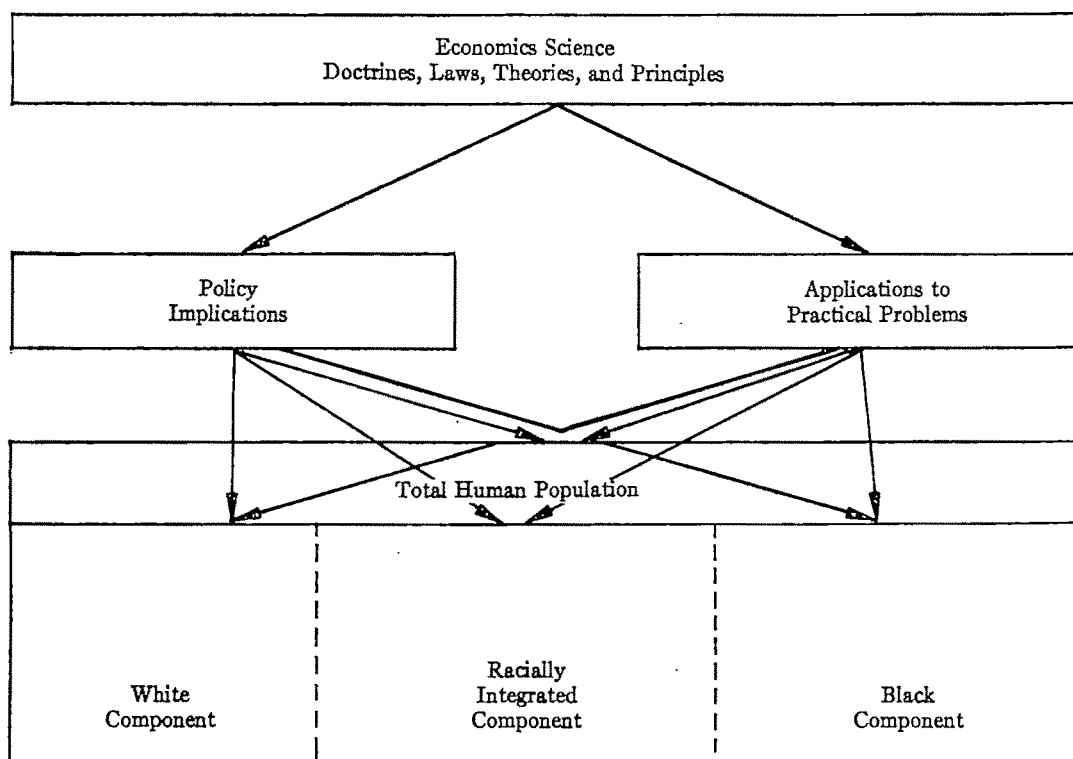 Economics Science
Doctrines, Laws, Theories, and Principles
Policy
Implications
Applications to
Practical Problems
Total Human Population
White
Component
Racially
Integrated
Component
Black
Component